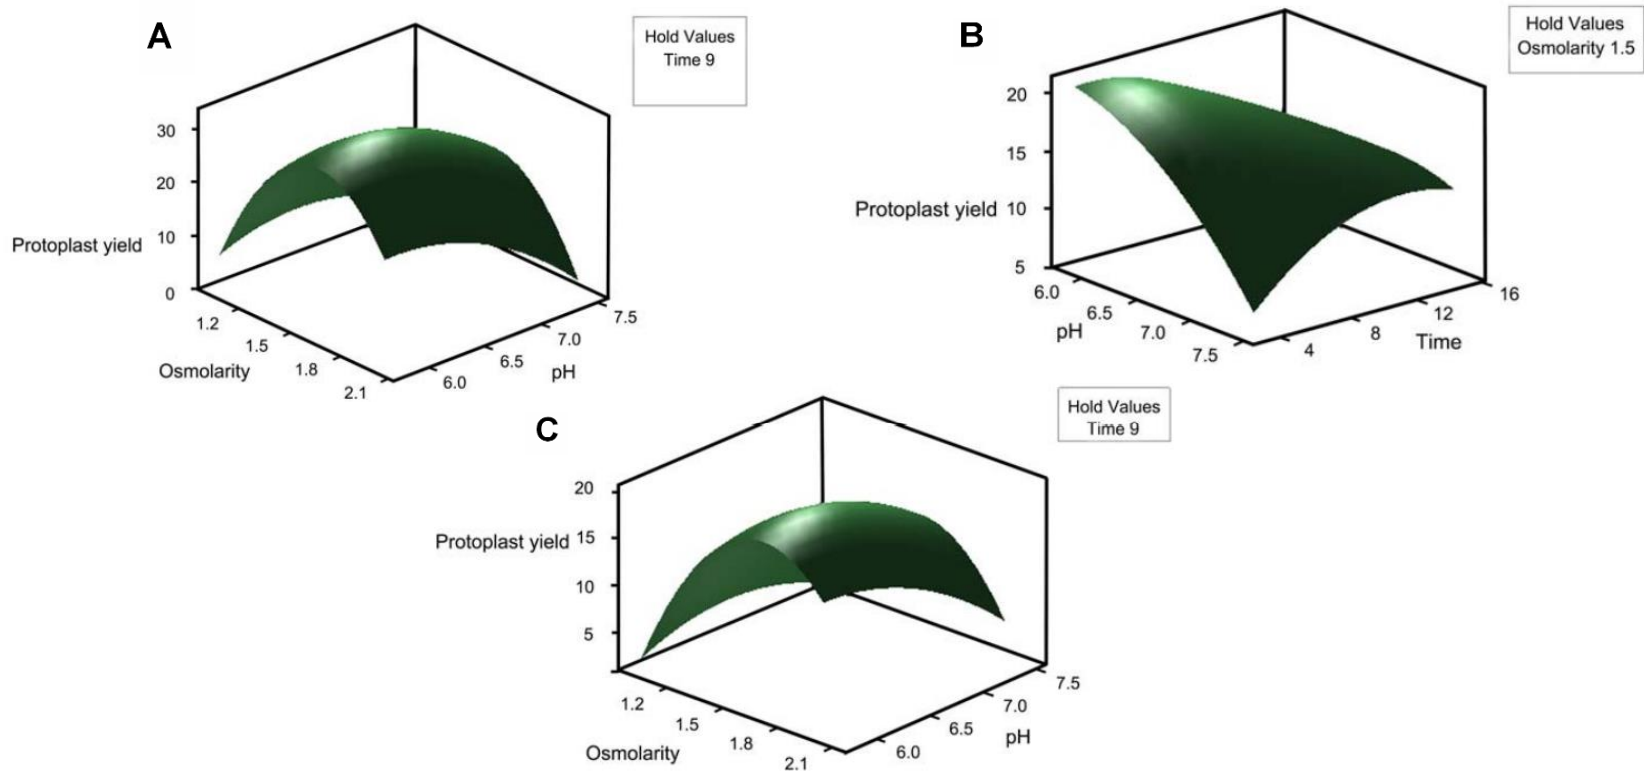 A
Hold Values
Time 9
30
20
10
0
Protoplast yield
1.2
1.5
1.8
2.1
Osmolarity
6.0
6.5
7.0
7.5
pH
B
Hold Values
Osmolarity 1.5
20
15
10
5
Protoplast yield
6.0
6.5
7.0
7.5
pH
4
8
12
16
Time
C
Hold Values
Time 9
20
15
10
5
Protoplast yield
1.2
1.5
1.8
2.1
Osmolarity
6.0
6.5
7.0
7.5
pH